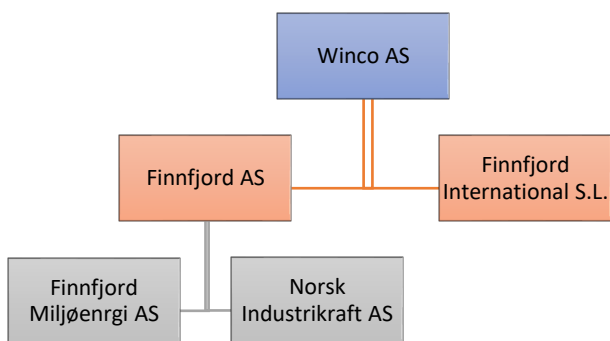 Winco AS
Finnfjord AS
Finnfjord
International S.L.
Finnfjord
Miljøenrgi AS
Norsk
Industrikraft AS